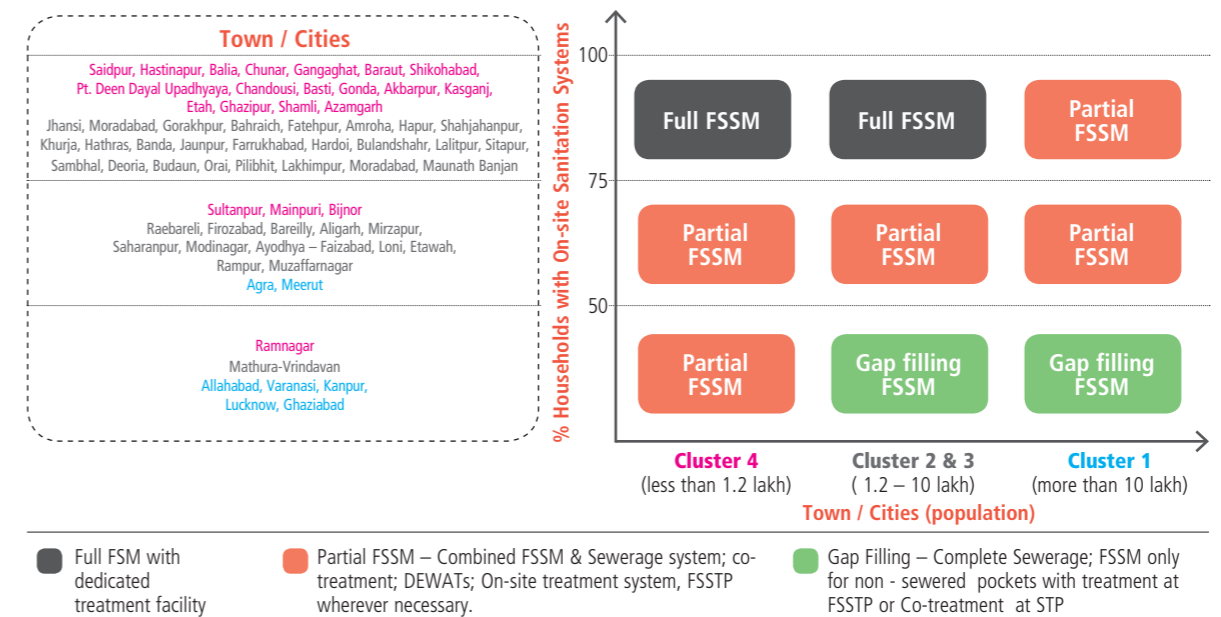 Town / Cities
Saidpur, Hastinapur, Balia, Chunar, Gangaghat, Baraut, Shikohabad,
Pt. Deen Dayal Upadhyaya, Chandousi, Basti, Gonda, Akbarpur, Kasganj,
Etah, Ghazipur, Shamli, Azamgarh
Jhansi, Moradabad, Gorakhpur, Bahraich, Fatehpur, Amroha, Hapur, Shahjahanpur,
Khurja, Hathras, Banda, Jaunpur, Farrukhabad, Hardoi, Bulandshahr, Lalitpur, Sitapur,
Sambhal, Deoria, Budaun, Orai, Pilibhit, Lakhimpur, Moradabad, Maunath Banjan
Sultanpur, Mainpuri, Bijnor
Raebareli, Firozabad, Bareilly, Aligarh, Mirzapur,
Saharanpur, Modinagar, Ayodhya – Faizabad, Loni, Etawah,
Rampur, Muzaffarnagar
Agra, Meerut
Ramnagar
Mathura-Vrindavan
Allahabad, Varanasi, Kanpur,
Lucknow, Ghaziabad
% Households with On-site Sanitation Systems
100
75
50
Full FSSM
Full FSSM
Partial
FSSM
Partial
FSSM
Partial
FSSM
Partial
FSSM
Partial
FSSM
Gap filling
FSSM
Gap filling
FSSM
Cluster 4
(less than 1.2 lakh)
Cluster 2 & 3
( 1.2 – 10 lakh)
Cluster 1
(more than 10 lakh)
Town / Cities (population)
Full FSM with
dedicated
treatment facility
Partial FSSM – Combined FSSM & Sewerage system; co-
treatment; DEWATs; On-site treatment system, FSSTP
wherever necessary.
Gap Filling – Complete Sewerage; FSSM only
for non - sewered pockets with treatment at
FSSTP or Co-treatment at STP